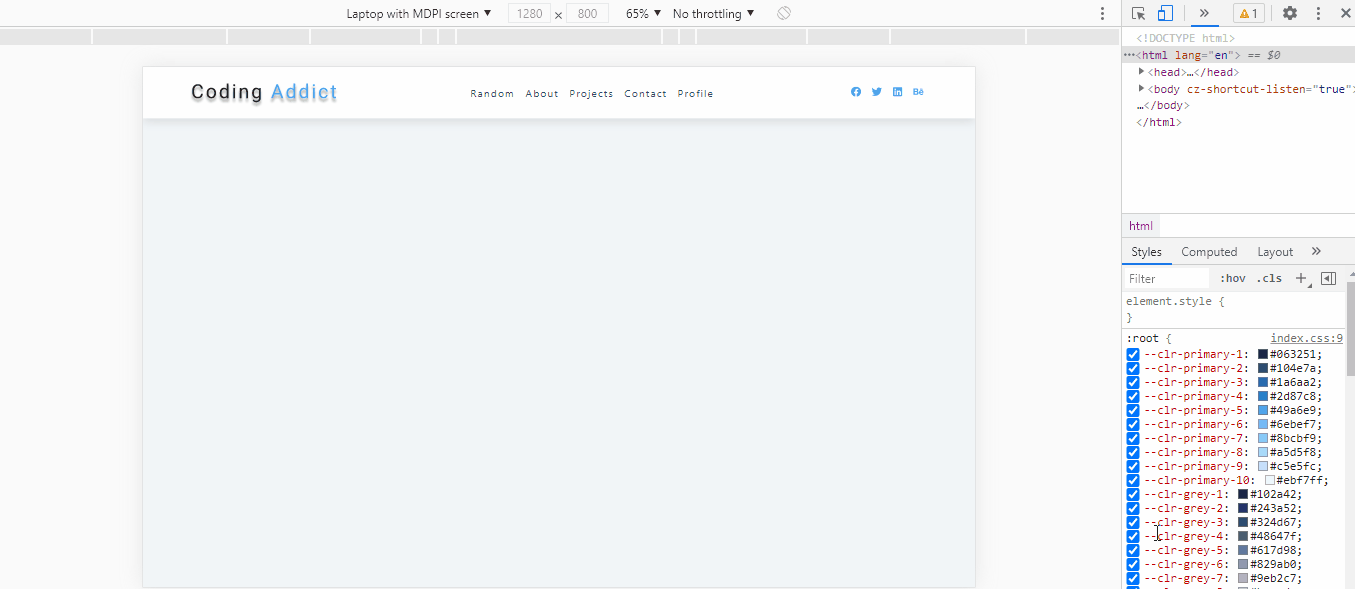 Laptop with MDPI screen ▼ 1280 x 800 65% ▼ No throttling ▼
1
Coding Addict
Random About Projects Contact Profile
Bē
<!DOCTYPE html>
…<html lang="en"> == $0
▶<head>…</head>
▶<body cz-shortcut-listen="true">
…</body>
</html>
html
Styles Computed Layout »
Filter :hov .cls +
element.style {
}
:root { index.css:9
--clr-primary-1: #063251;
--clr-primary-2: #104e7a;
--clr-primary-3: #1a6aa2;
--clr-primary-4: #2d87c8;
--clr-primary-5: #49a6e9;
--clr-primary-6: #6ebef7;
--clr-primary-7: #8bcbf9;
--clr-primary-8: #a5d5f8;
--clr-primary-9: #c5e5fc;
--clr-primary-10: #ebf7ff;
--clr-grey-1: #102a42;
--clr-grey-2: #243a52;
--clr-grey-3: #324d67;
--clr-grey-4: #48647f;
--clr-grey-5: #617d98;
--clr-grey-6: #829ab0;
--clr-grey-7: #9eb2c7;